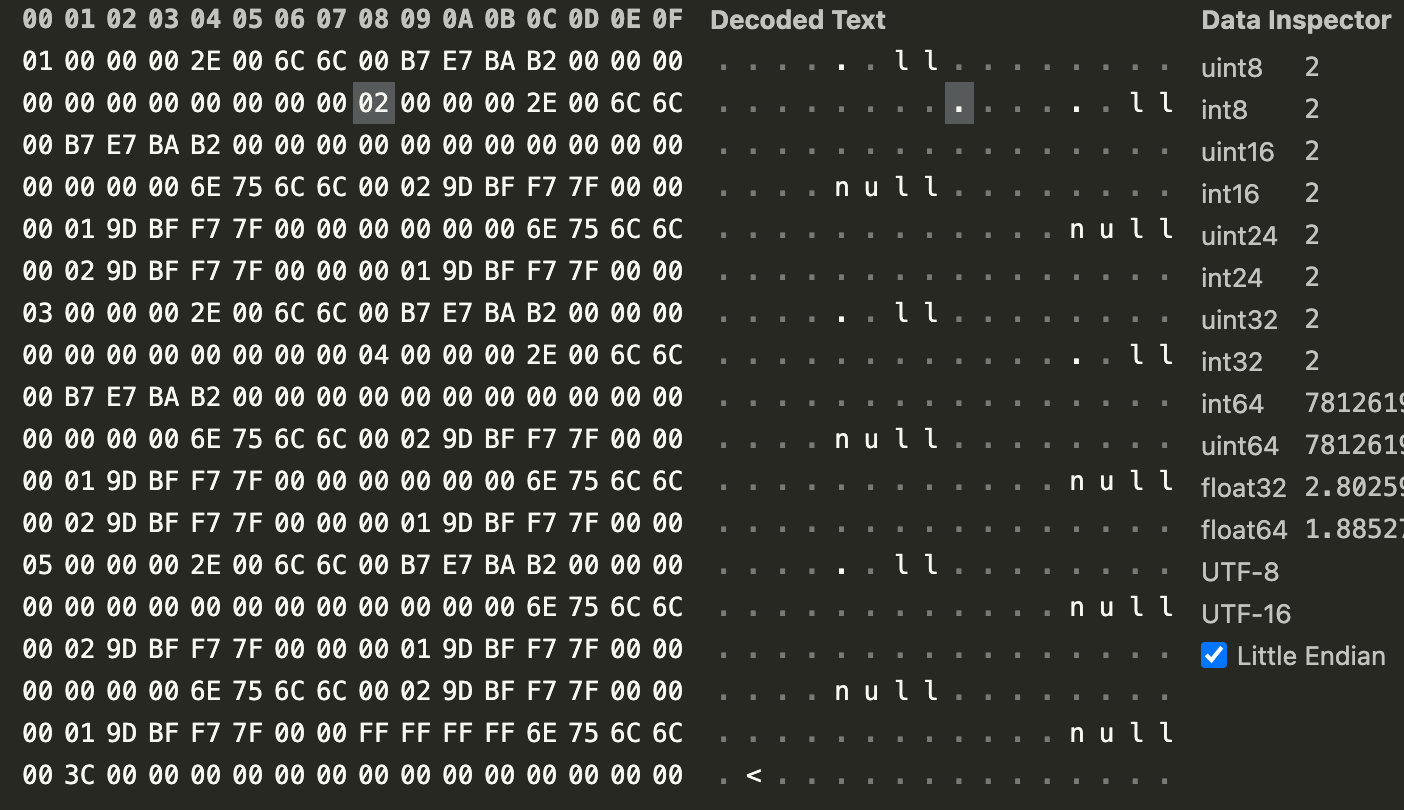 00 01 02 03 04 05 06 07 08 09 0A 0B 0C 0D 0E 0F Decoded Text Data Inspector
01 00 00 00 2E 00 6C 6C 00 B7 E7 BA B2 00 00 00 . . . . . . l l . . . . . . . . uint8 2
00 00 00 00 00 00 00 00 02 00 00 00 2E 00 6C 6C . . . . . . . . . . . . . . l l int8 2
00 B7 E7 BA B2 00 00 00 00 00 00 00 00 00 00 00 . . . . . . . . . . . . . . . . uint16 2
00 00 00 00 6E 75 6C 6C 00 02 9D BF F7 7F 00 00 . . . . n u l l . . . . . . . . int16 2
00 01 9D BF F7 7F 00 00 00 00 00 00 6E 75 6C 6C . . . . . . . . . . . . n u l l uint24 2
00 02 9D BF F7 7F 00 00 00 01 9D BF F7 7F 00 00 . . . . . . . . . . . . . . . . int24 2
03 00 00 00 2E 00 6C 6C 00 B7 E7 BA B2 00 00 00 . . . . . . l l . . . . . . . . uint32 2
00 00 00 00 00 00 00 00 04 00 00 00 2E 00 6C 6C . . . . . . . . . . . . . . l l int32 2
00 B7 E7 BA B2 00 00 00 00 00 00 00 00 00 00 00 . . . . . . . . . . . . . . . . int64 7812619
00 00 00 00 6E 75 6C 6C 00 02 9D BF F7 7F 00 00 . . . . n u l l . . . . . . . . uint64 7812619
00 01 9D BF F7 7F 00 00 00 00 00 00 6E 75 6C 6C . . . . . . . . . . . . n u l l float32 2.80259
00 02 9D BF F7 7F 00 00 00 01 9D BF F7 7F 00 00 . . . . . . . . . . . . . . . . float64 1.88527
05 00 00 00 2E 00 6C 6C 00 B7 E7 BA B2 00 00 00 . . . . . . l l . . . . . . . . UTF-8
00 00 00 00 00 00 00 00 00 00 00 00 6E 75 6C 6C . . . . . . . . . . . . n u l l UTF-16
00 02 9D BF F7 7F 00 00 00 01 9D BF F7 7F 00 00 . . . . . . . . . . . . . . . . Little Endian
00 00 00 00 6E 75 6C 6C 00 02 9D BF F7 7F 00 00 . . . . n u l l . . . . . . . .
00 01 9D BF F7 7F 00 00 FF FF FF FF 6E 75 6C 6C . . . . . . . . . . . . n u l l
00 3C 00 00 00 00 00 00 00 00 00 00 00 00 00 00 . < . . . . . . . . . . . . . .